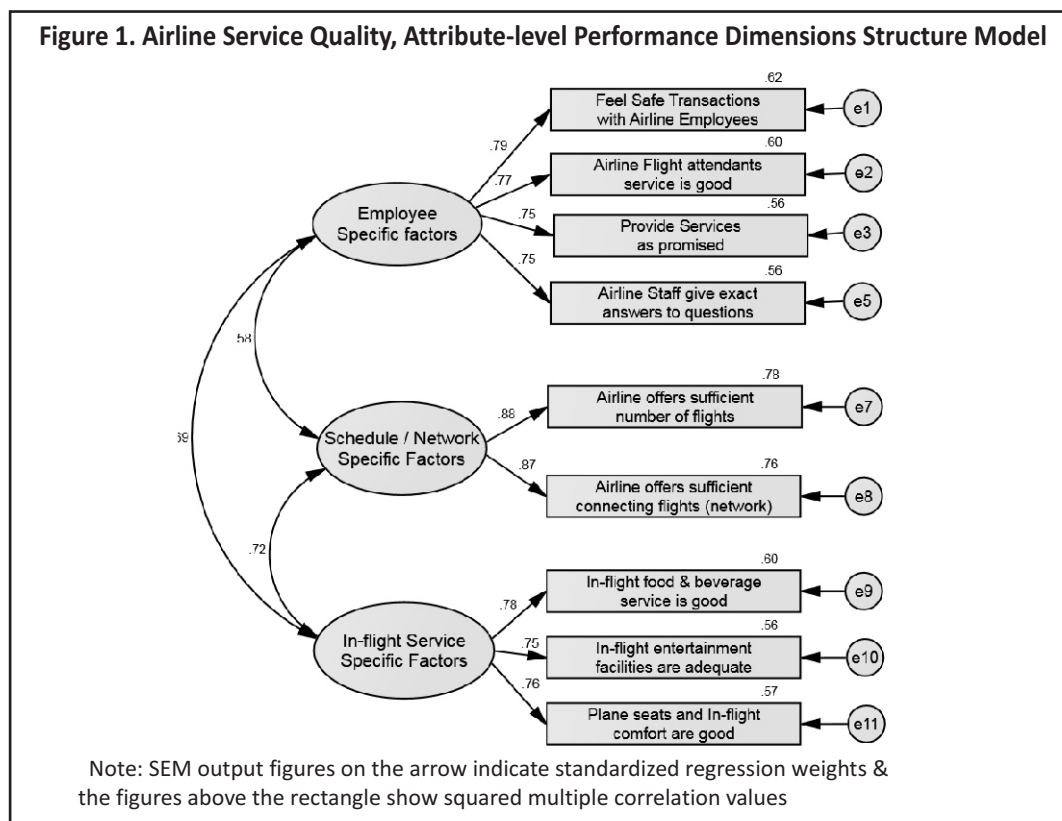 Figure 1. Airline Service Quality, Attribute-level Performance Dimensions Structure Model
.62
Feel Safe Transactions
with Airline Employees
e1
.79
.60
Airline Flight attendants
service is good
e2
.77
Employee
Specific factors
.56
Provide Services
as promised
e3
.75
.56
Airline Staff give exact
answers to questions
e5
.75
.58
.78
Airline offers sufficient
number of flights
e7
.88
Schedule / Network
Specific Factors
.69
.76
Airline offers sufficient
connecting flights (network)
e8
.87
.72
.60
In-flight food & beverage
service is good
e9
.78
In-flight Service
Specific Factors
.56
In-flight entertainment
facilities are adequate
e10
.75
.57
Plane seats and In-flight
comfort are good
e11
.76
Note: SEM output figures on the arrow indicate standardized regression weights &
the figures above the rectangle show squared multiple correlation values